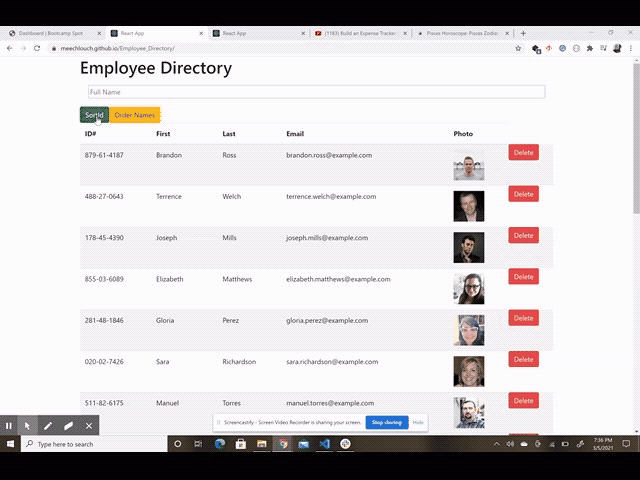 Dashboard | Bootcamp Spot
React App
React App
(1183) Build an Expense Tracker
Pisces Horoscope: Pisces Zodiac
meechlouch.github.io/Employee_Directory/
Employee Directory
Full Name
SortId Order Names
ID# First Last Email Photo
879-61-4187 Brandon Ross brandon.ross@example.com Delete
488-27-0643 Terrence Welch terrence.welch@example.com Delete
178-45-4390 Joseph Mills joseph.mills@example.com Delete
855-03-6089 Elizabeth Matthews elizabeth.matthews@example.com Delete
281-48-1846 Gloria Perez gloria.perez@example.com Delete
020-02-7426 Sara Richardson sara.richardson@example.com Delete
511-82-6175 Manuel Torres manuel.torres@example.com Delete
Screencastify - Screen Video Recorder is sharing your screen. Stop sharing Hide
Type here to search
7:36 PM
3/5/2021